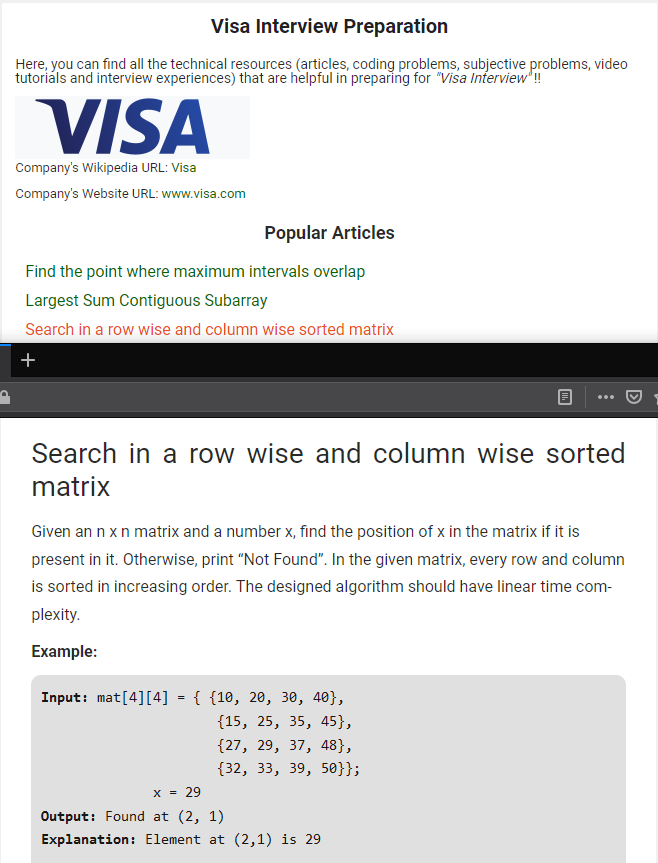 Visa Interview Preparation
Here, you can find all the technical resources (articles, coding problems, subjective problems, video
tutorials and interview experiences) that are helpful in preparing for "Visa Interview"!!
VISA
Company's Wikipedia URL: Visa
Company's Website URL: www.visa.com
Popular Articles
Find the point where maximum intervals overlap
Largest Sum Contiguous Subarray
Search in a row wise and column wise sorted matrix
Search in a row wise and column wise sorted
matrix
Given an n x n matrix and a number x, find the position of x in the matrix if it is
present in it. Otherwise, print “Not Found”. In the given matrix, every row and column
is sorted in increasing order. The designed algorithm should have linear time com-
plexity.
Example:
Input: mat[4][4] = { {10, 20, 30, 40},
{15, 25, 35, 45},
{27, 29, 37, 48},
{32, 33, 39, 50}};
x = 29
Output: Found at (2, 1)
Explanation: Element at (2,1) is 29